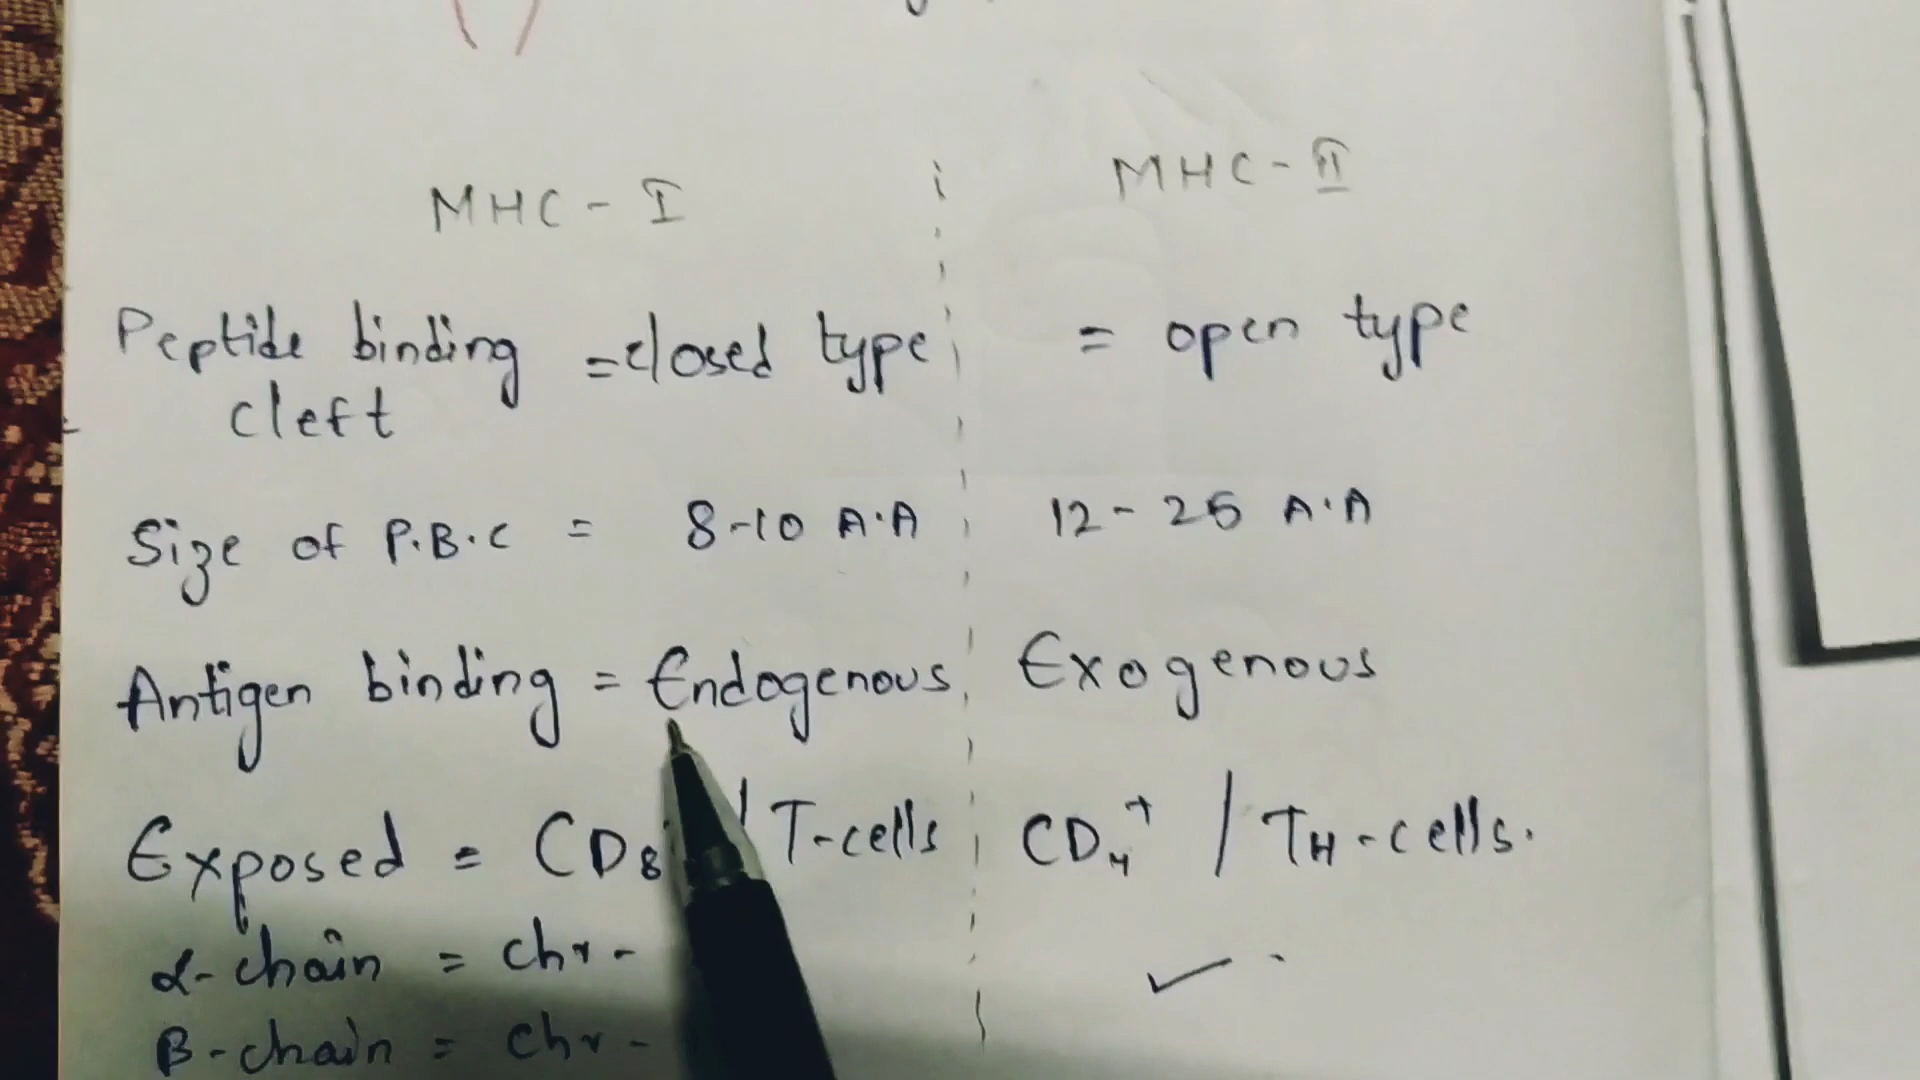 MHC - I MHC - II
Peptide binding = closed type = open type
cleft
Size of P.B.C = 8-10 A.A 12 - 25 A.A
Antigen binding = Endogenous Exogenous
Exposed = CD8 / T-cells CD4+ / TH-cells.
α-chain = chr -
β-chain = chr -